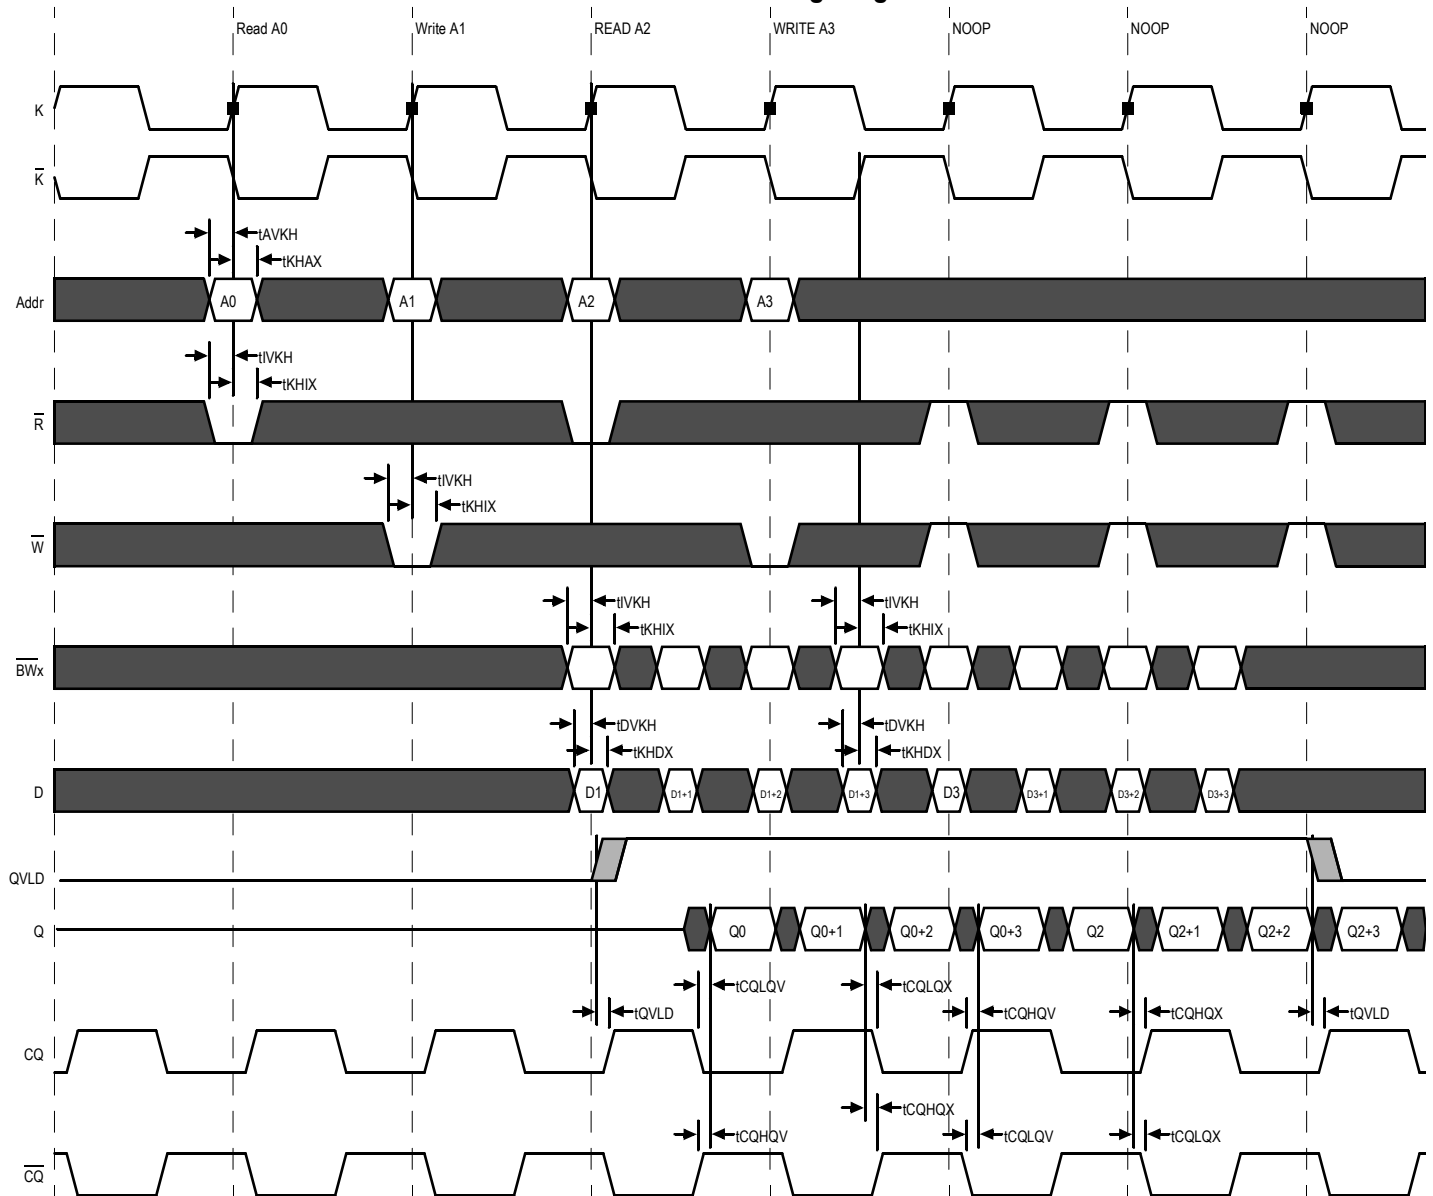 Read A0 Write A1 READ A2 WRITE A3 NOOP NOOP NOOP
K
K̅
tAVKH
tKHAX
Addr A0 A1 A2 A3
tIVKH
tKHIX
R̅
tIVKH
tKHIX
W̅
tIVKH tIVKH
tKHIX tKHIX
B̅W̅x
tDVKH tDVKH
tKHDX tKHDX
D D1 D1+1 D1+2 D1+3 D3 D3+1 D3+2 D3+3
QVLD
Q Q0 Q0+1 Q0+2 Q0+3 Q2 Q2+1 Q2+2 Q2+3
tCQLQV tCQLQX
tQVLD tCQHQV tCQHQX tQVLD
CQ
tCQHQX
tCQHQV tCQLQV tCQLQX
C̅Q̅